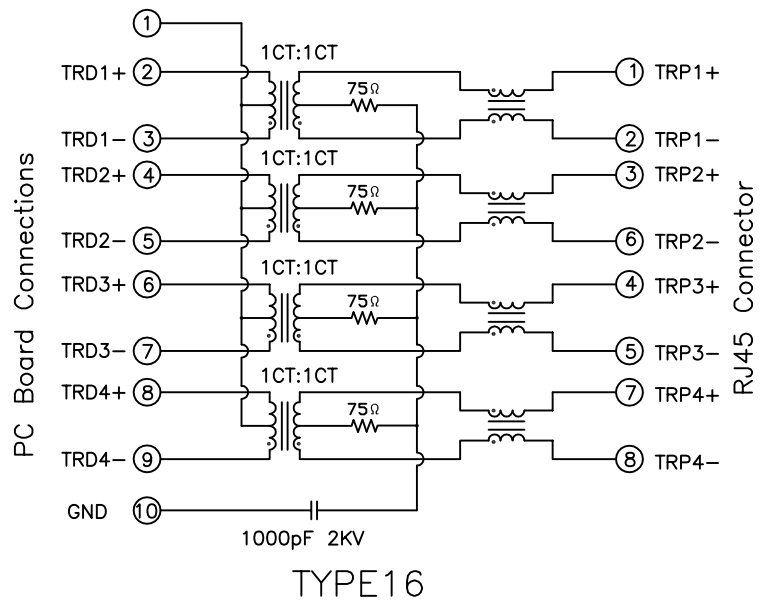 1
1CT:1CT
TRD1+ 2
75Ω
1 TRP1+
TRD1- 3
2 TRP1-
1CT:1CT
TRD2+ 4
75Ω
3 TRP2+
TRD2- 5
6 TRP2-
1CT:1CT
TRD3+ 6
75Ω
4 TRP3+
TRD3- 7
5 TRP3-
1CT:1CT
TRD4+ 8
75Ω
7 TRP4+
TRD4- 9
8 TRP4-
GND 10
1000pF 2KV
PC Board Connections
RJ45 Connector
TYPE16